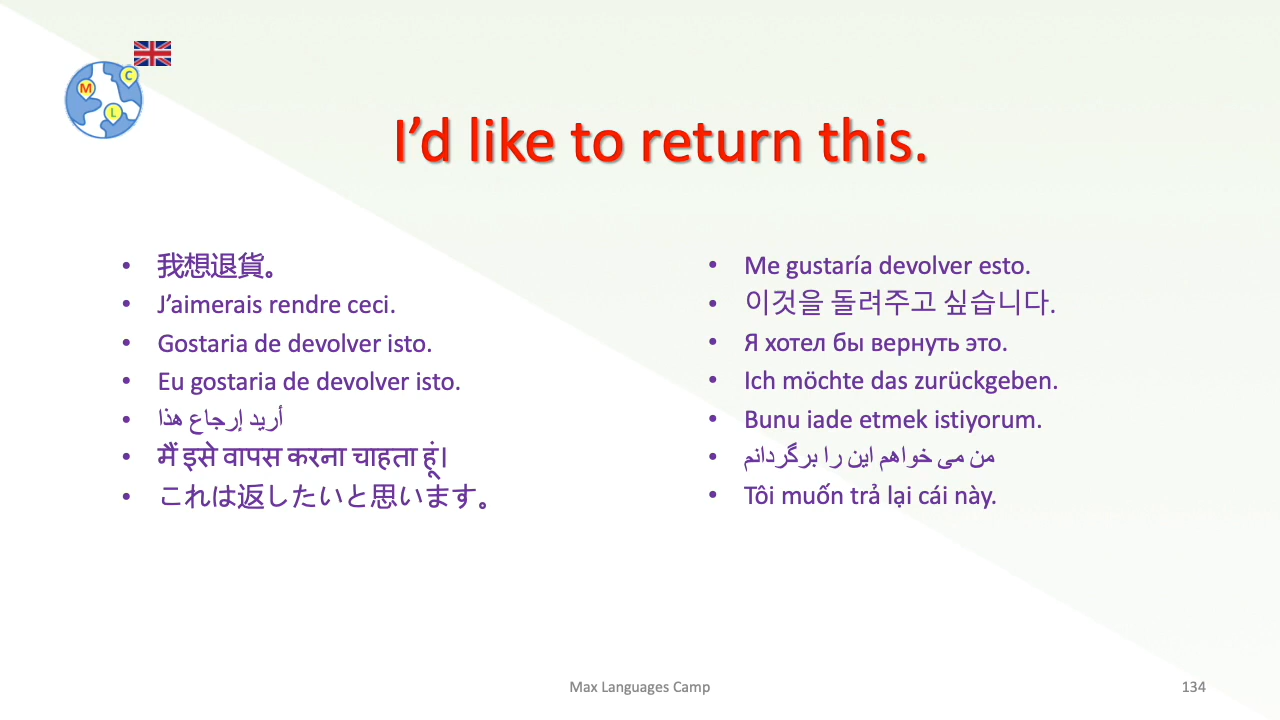 M
C
L
I’d like to return this.
• 我想退貨。
• J’aimerais rendre ceci.
• Gostaria de devolver isto.
• Eu gostaria de devolver isto.
• أريد إرجاع هذا
• मैं इसे वापस करना चाहता हूं।
• これは返したいと思います。
• Me gustaría devolver esto.
• 이것을 돌려주고 싶습니다.
• Я хотел бы вернуть это.
• Ich möchte das zurückgeben.
• Bunu iade etmek istiyorum.
• من می خواهم این را برگردانم
• Tôi muốn trả lại cái này.
Max Languages Camp
134